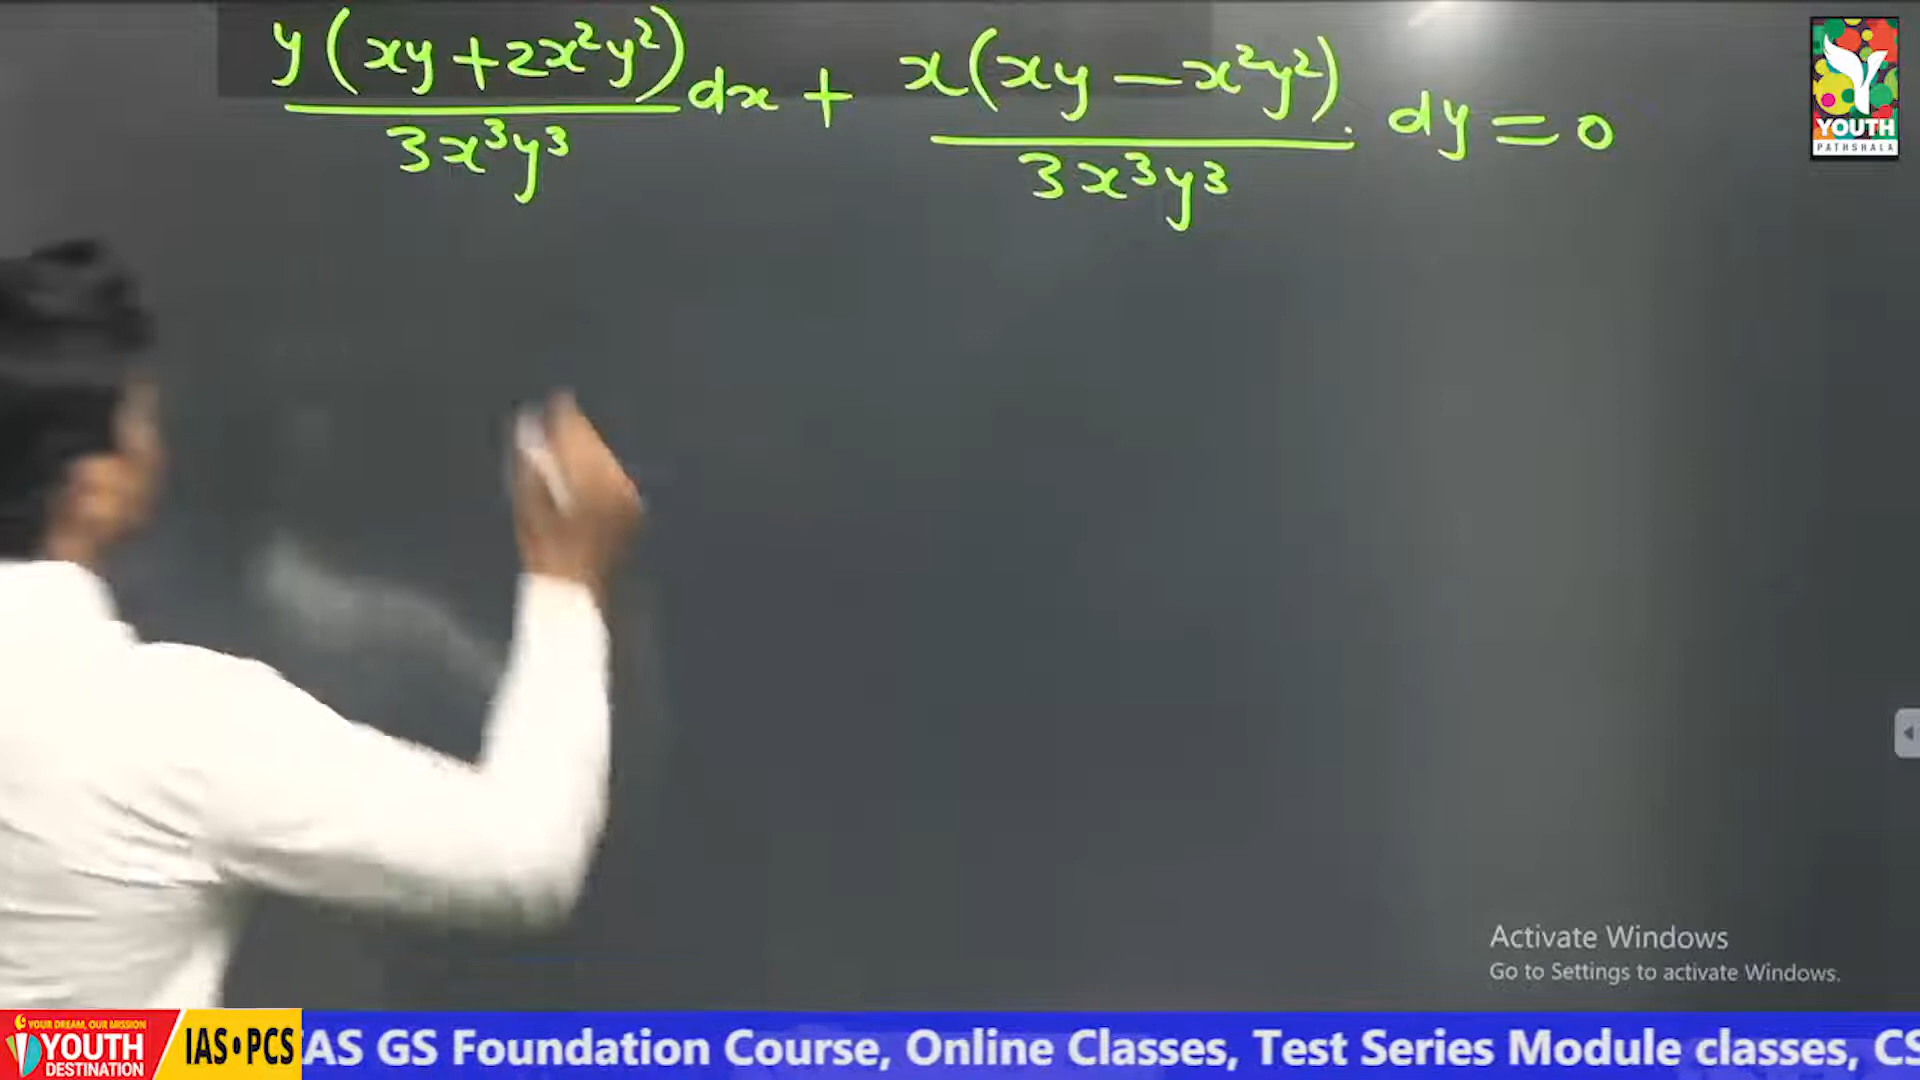 y(xy+2x²y²)/3x³y³ dx + x(xy−x²y²)/3x³y³ . dy = 0
YOUTH
PATHSHALA
Activate Windows
Go to Settings to activate Windows.
YOUR DREAM, OUR MISSION
YOUTH
DESTINATION
IAS•PCS
IAS GS Foundation Course, Online Classes, Test Series Module classes, CS